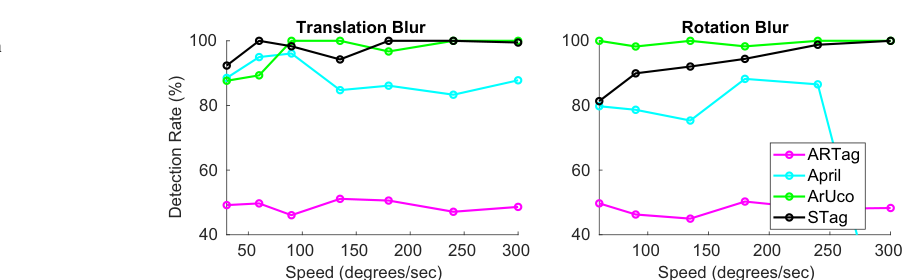 Translation Blur
Detection Rate (%)
100
80
60
40
50 100 150 200 250 300
Speed (degrees/sec)
Rotation Blur
100
80
60
40
100 150 200 250 300
Speed (degrees/sec)
ARTag
April
ArUco
STag